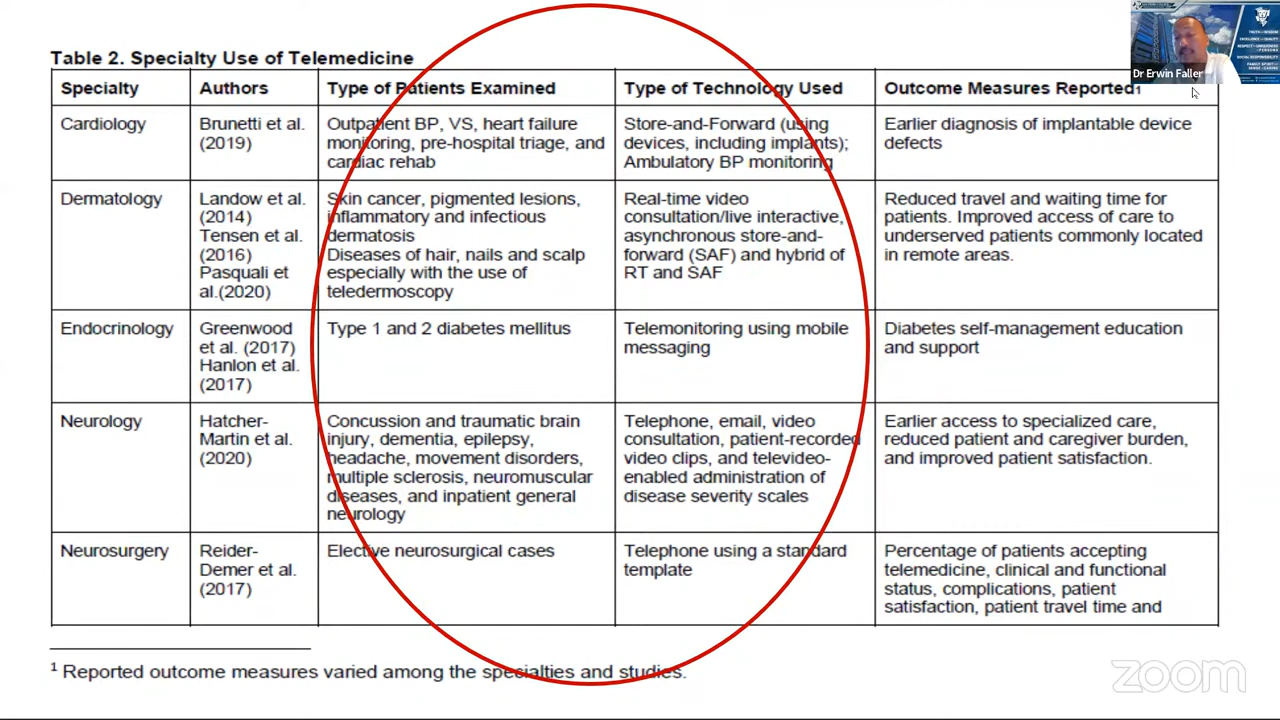 Table 2. Specialty Use of Telemedicine
Specialty
Authors
Type of Patients Examined
Type of Technology Used
Outcome Measures Reported1
Cardiology
Brunetti et al.
(2019)
Outpatient BP, VS, heart failure
monitoring, pre-hospital triage, and
cardiac rehab
Store-and-Forward (using
devices, including implants);
Ambulatory BP monitoring
Earlier diagnosis of implantable device
defects
Dermatology
Landow et al.
(2014)
Tensen et al.
(2016)
Pasquali et
al.(2020)
Skin cancer, pigmented lesions,
inflammatory and infectious
dermatosis
Diseases of hair, nails and scalp
especially with the use of
teledermoscopy
Real-time video
consultation/live interactive,
asynchronous store-and-
forward (SAF) and hybrid of
RT and SAF
Reduced travel and waiting time for
patients. Improved access of care to
underserved patients commonly located
in remote areas.
Endocrinology
Greenwood
et al. (2017)
Hanlon et al.
(2017)
Type 1 and 2 diabetes mellitus
Telemonitoring using mobile
messaging
Diabetes self-management education
and support
Neurology
Hatcher-
Martin et al.
(2020)
Concussion and traumatic brain
injury, dementia, epilepsy,
headache, movement disorders,
multiple sclerosis, neuromuscular
diseases, and inpatient general
neurology
Telephone, email, video
consultation, patient-recorded
video clips, and televideo-
enabled administration of
disease severity scales
Earlier access to specialized care,
reduced patient and caregiver burden,
and improved patient satisfaction.
Neurosurgery
Reider-
Demer et al.
(2017)
Elective neurosurgical cases
Telephone using a standard
template
Percentage of patients accepting
telemedicine, clinical and functional
status, complications, patient
satisfaction, patient travel time and
1 Reported outcome measures varied among the specialties and studies.
Dr Erwin Faller
zoom